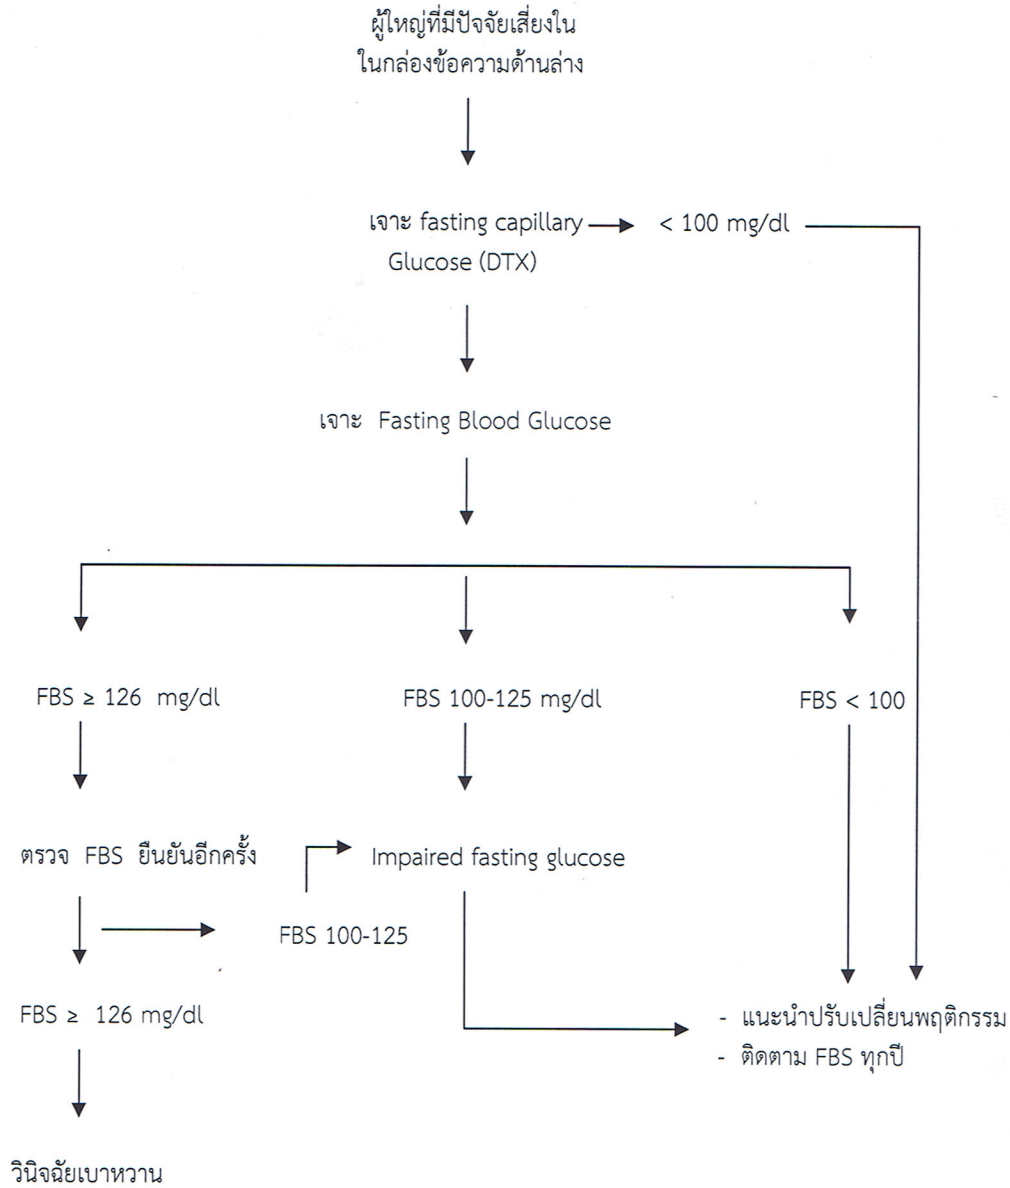 ผู้ใหญ่ที่มีปัจจัยเสี่ยงใน
ในกล่องข้อความด้านล่าง
เจาะ fasting capillary
Glucose (DTX)
< 100 mg/dl
เจาะ Fasting Blood Glucose
FBS ≥ 126 mg/dl
FBS 100-125 mg/dl
FBS < 100
ตรวจ FBS ยืนยันอีกครั้ง
Impaired fasting glucose
FBS 100-125
FBS ≥ 126 mg/dl
- แนะนำปรับเปลี่ยนพฤติกรรม
- ติดตาม FBS ทุกปี
วินิจฉัยเบาหวาน